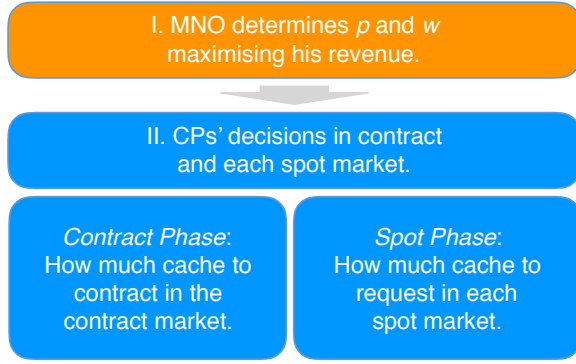 I. MNO determines p and w
maximising his revenue.
II. CPs’ decisions in contract
and each spot market.
Contract Phase:
How much cache to
contract in the
contract market.
Spot Phase:
How much cache to
request in each
spot market.